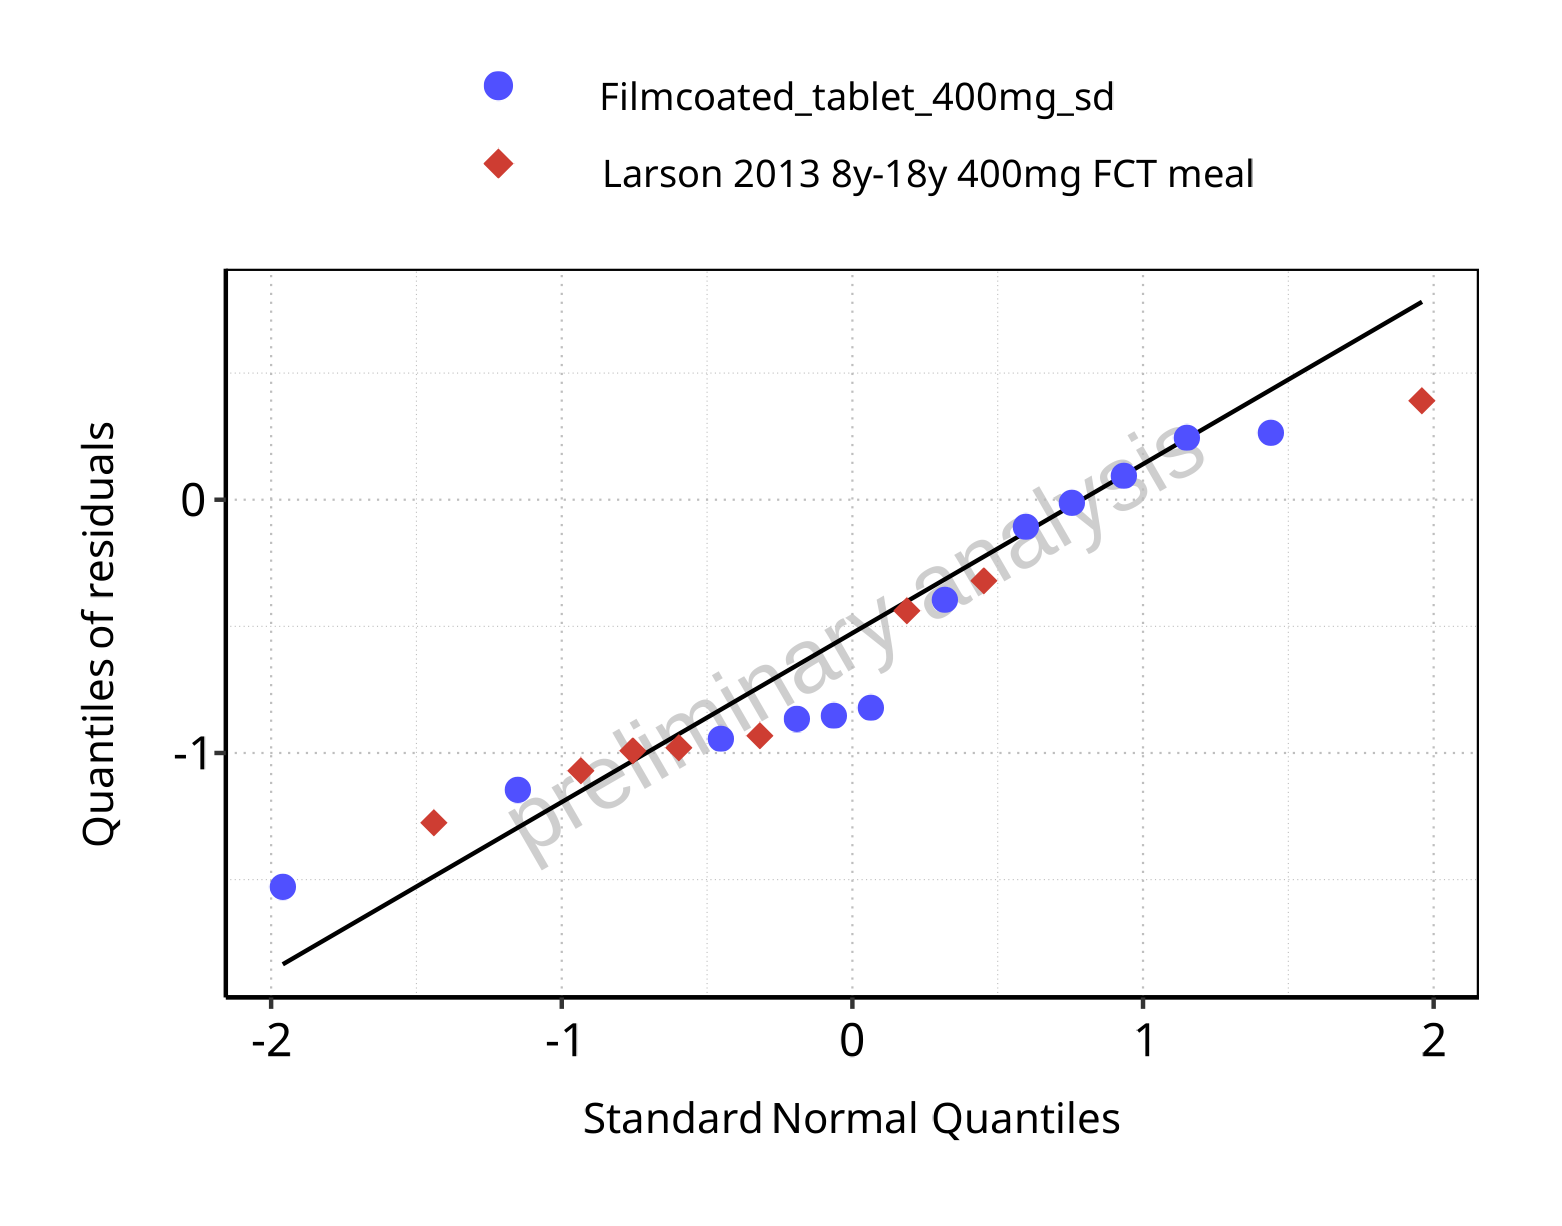 Filmcoated_tablet_400mg_sd
Larson 2013 8y-18y 400mg FCT meal
Quantiles of residuals
0
-1
preliminary analysis
-2
-1
0
1
2
Standard Normal Quantiles